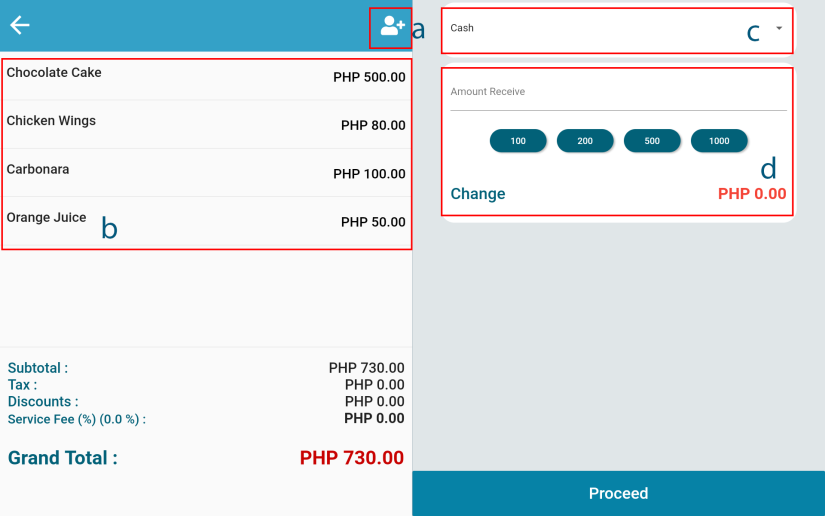 a
Chocolate Cake PHP 500.00
Chicken Wings PHP 80.00
Carbonara PHP 100.00
Orange Juice PHP 50.00
b
Subtotal : PHP 730.00
Tax : PHP 0.00
Discounts : PHP 0.00
Service Fee (%) (0.0 %) : PHP 0.00
Grand Total : PHP 730.00
Cash
c
Amount Receive
100 200 500 1000
d
Change PHP 0.00
Proceed